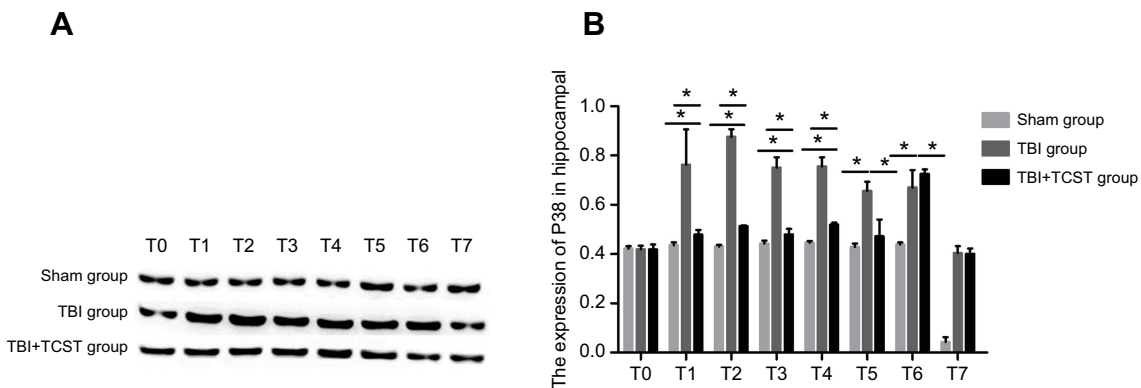 A
T0 T1 T2 T3 T4 T5 T6 T7
Sham group
TBI group
TBI+TCST group
B
The expression of P38 in hippocampal
1.0
0.8
0.6
0.4
0.2
0.0
* * * * * * * * * * * *
T0 T1 T2 T3 T4 T5 T6 T7
Sham group
TBI group
TBI+TCST group